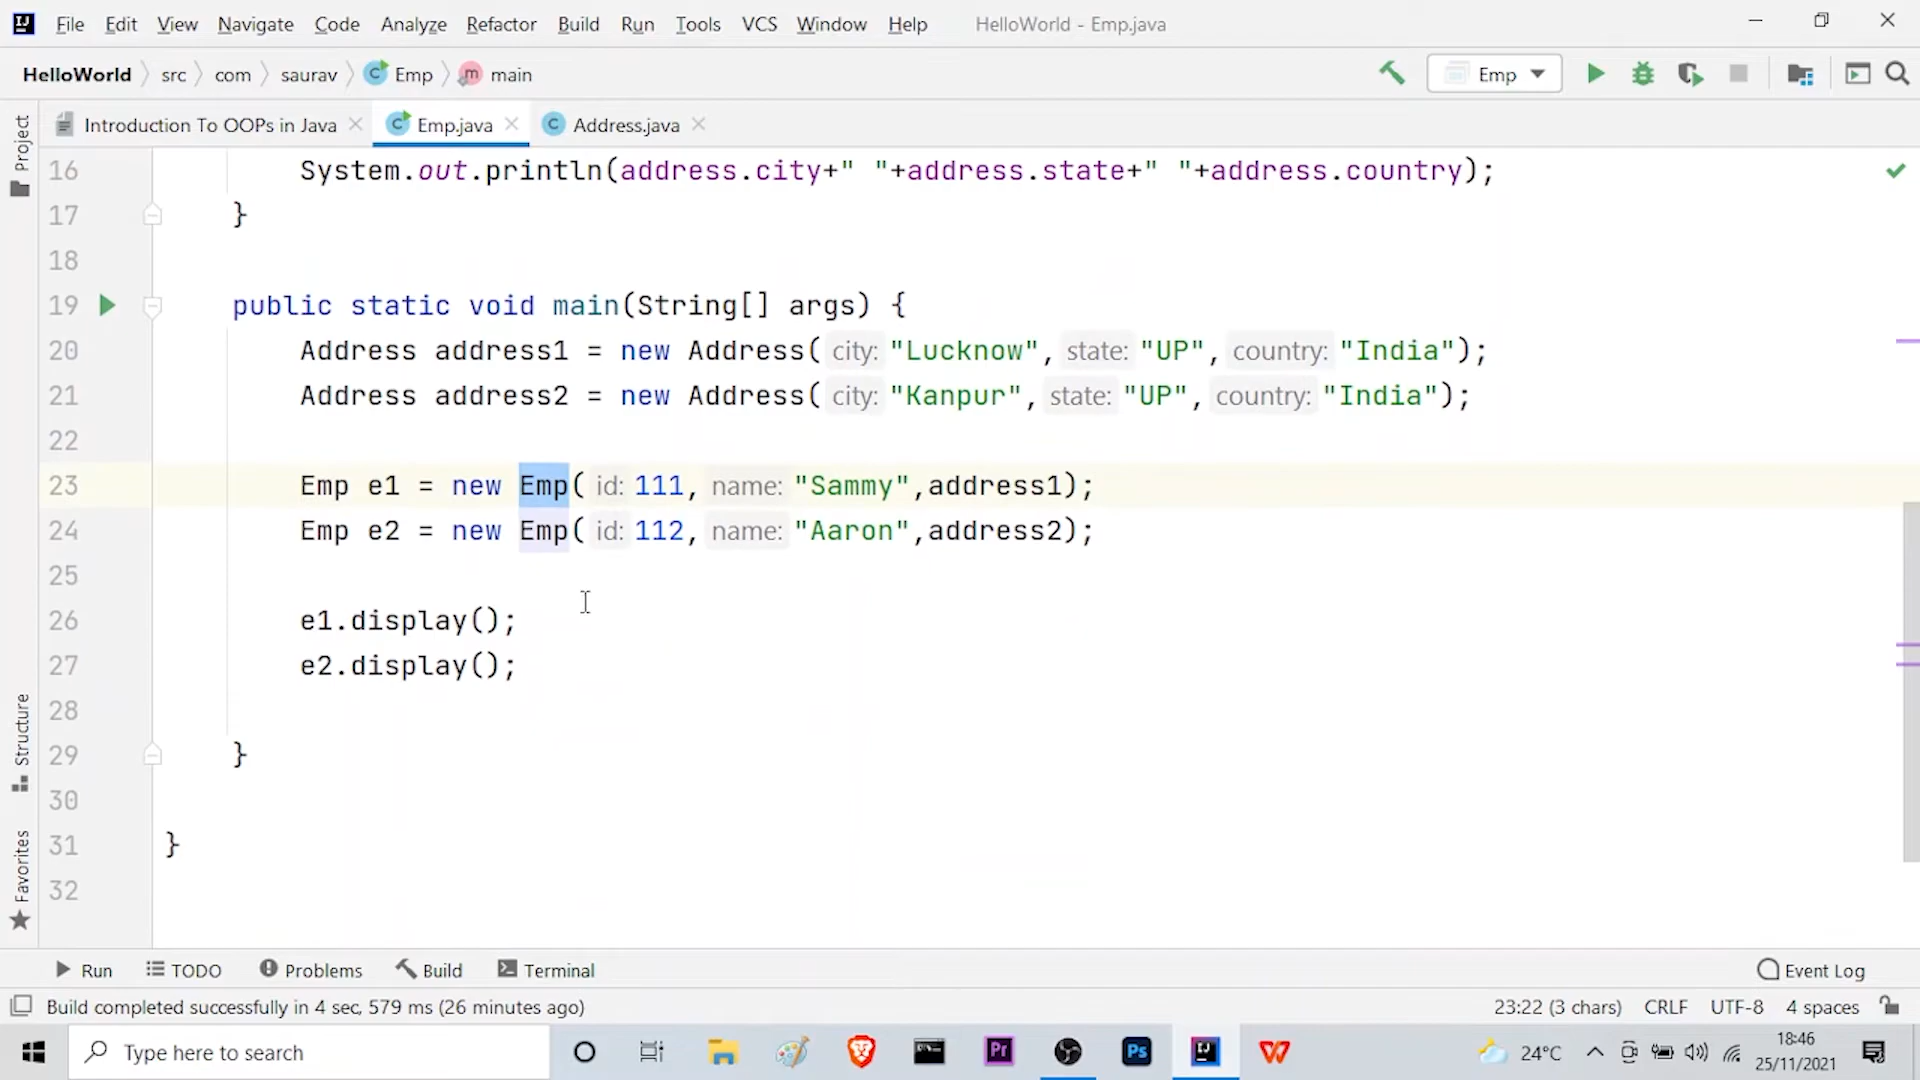 File Edit View Navigate Code Analyze Refactor Build Run Tools VCS Window Help HelloWorld - Emp.java
HelloWorld src com saurav C Emp m main Emp
Introduction To OOPs in Java C Emp.java C Address.java
Project
16 System.out.println(address.city+" "+address.state+" "+address.country);
17 }
18
19 public static void main(String[] args) {
20 Address address1 = new Address( city: "Lucknow", state: "UP", country: "India");
21 Address address2 = new Address( city: "Kanpur", state: "UP", country: "India");
22
23 Emp e1 = new Emp( id: 111, name: "Sammy",address1);
24 Emp e2 = new Emp( id: 112, name: "Aaron",address2);
25
26 e1.display();
27 e2.display();
28
29 }
30
31 }
32
Structure
Favorites
Run TODO Problems Build Terminal Event Log
Build completed successfully in 4 sec, 579 ms (26 minutes ago) 23:22 (3 chars) CRLF UTF-8 4 spaces
Type here to search Pr Ps IJ W 24°C 18:46
25/11/2021